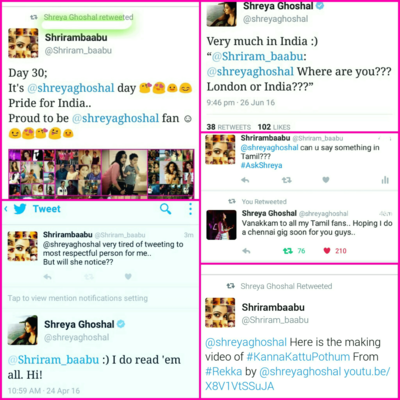 Shreya Ghoshal retweeted
Shrirambaabu
@Shriram_baabu
Day 30;
It's @shreyaghoshal day
Pride for India..
Proud to be @shreyaghoshal fan ☺
Tweet
Shrirambaabu @Shriram_baabu 3m
@shreyaghoshal very tired of tweeting to
most respectful person for me..
But will she notice??
Tap to view mention notifications setting
Shreya Ghoshal
@shreyaghoshal
@Shriram_baabu :) I do read 'em
all. Hi!
10:59 AM · 24 Apr 16
Shreya Ghoshal
@shreyaghoshal
Very much in India :)
“@Shriram_baabu:
@shreyaghoshal Where are you???
London or India???”
9:46 pm · 26 Jun 16
38 RETWEETS 102 LIKES
Shrirambaabu @Shriram_baabu
@shreyaghoshal can u say something in
Tamil???
#AskShreya
You Retweeted
Shreya Ghoshal @shreyaghoshal
Vanakkam to all my Tamil fans.. Hoping I do
a chennai gig soon for you guys..
76 210
Shreya Ghoshal Retweeted
Shrirambaabu
@Shriram_baabu
@shreyaghoshal Here is the making
video of #KannaKattuPothum From
#Rekka by @shreyaghoshal youtu.be/
X8V1VtSSuJA